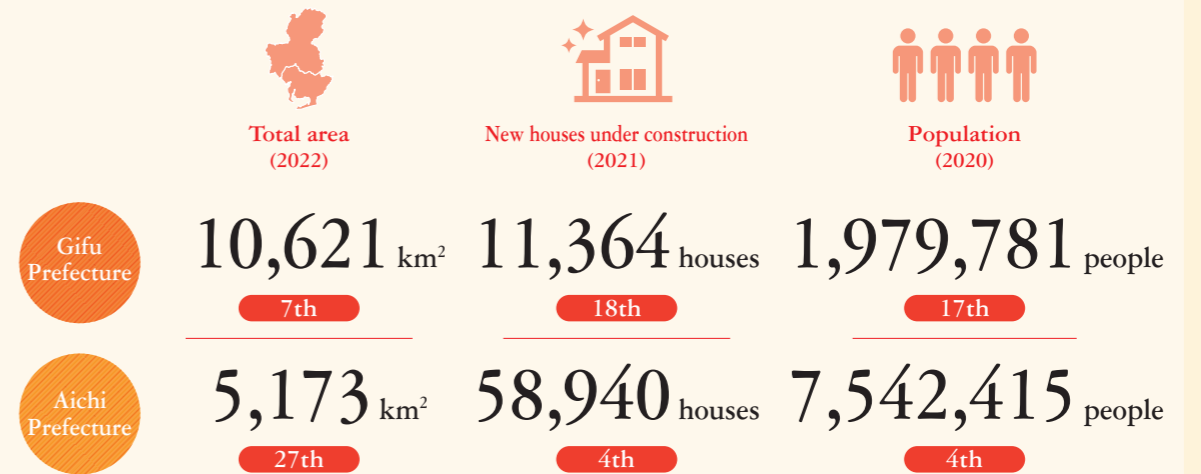 Total area
(2022)
New houses under construction
(2021)
Population
(2020)
Gifu
Prefecture
10,621 km²
7th
11,364 houses
18th
1,979,781 people
17th
Aichi
Prefecture
5,173 km²
27th
58,940 houses
4th
7,542,415 people
4th